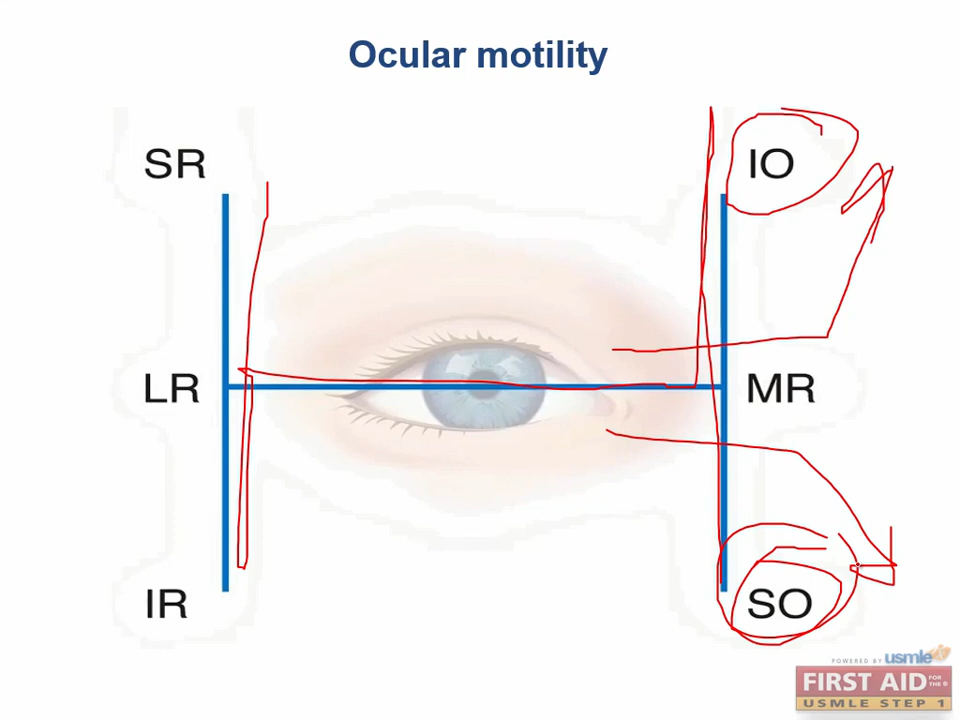 Ocular motility
SR
IO
LR
MR
IR
SO
POWERED BY usmle
FIRST AID FOR THE ®
USMLE STEP 1